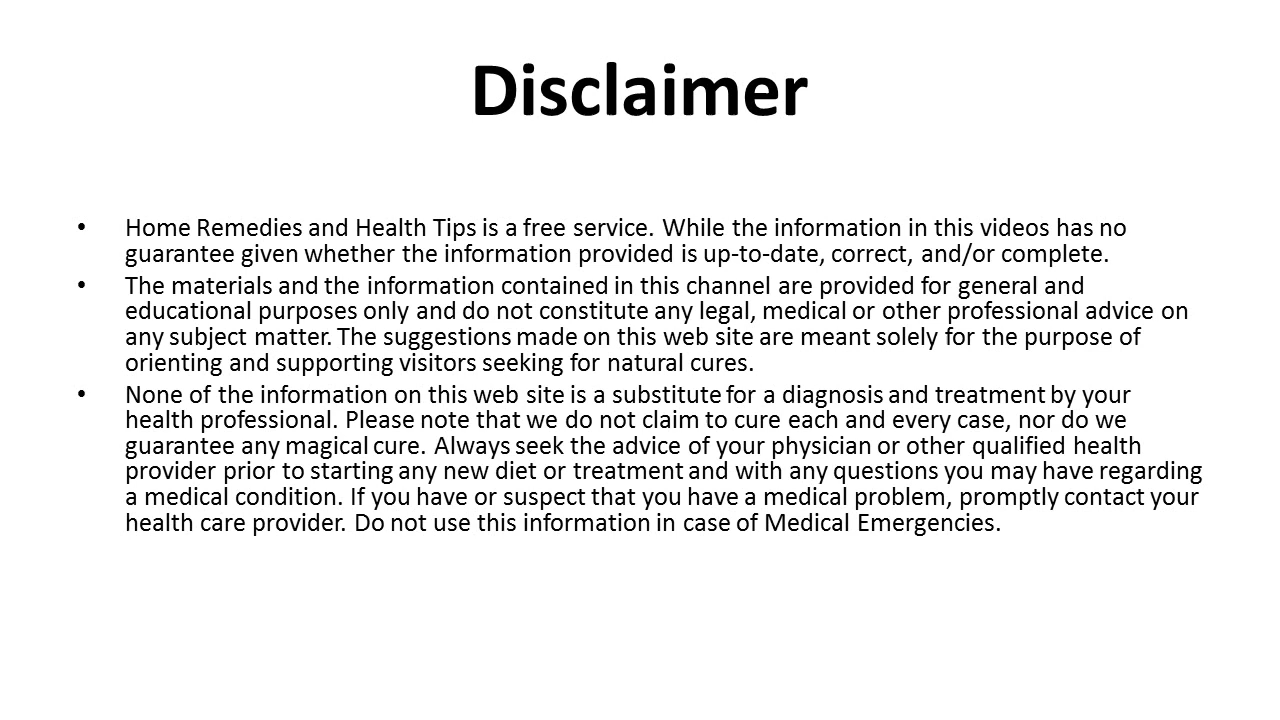 Disclaimer
• Home Remedies and Health Tips is a free service. While the information in this videos has no
guarantee given whether the information provided is up-to-date, correct, and/or complete.
• The materials and the information contained in this channel are provided for general and
educational purposes only and do not constitute any legal, medical or other professional advice on
any subject matter. The suggestions made on this web site are meant solely for the purpose of
orienting and supporting visitors seeking for natural cures.
• None of the information on this web site is a substitute for a diagnosis and treatment by your
health professional. Please note that we do not claim to cure each and every case, nor do we
guarantee any magical cure. Always seek the advice of your physician or other qualified health
provider prior to starting any new diet or treatment and with any questions you may have regarding
a medical condition. If you have or suspect that you have a medical problem, promptly contact your
health care provider. Do not use this information in case of Medical Emergencies.